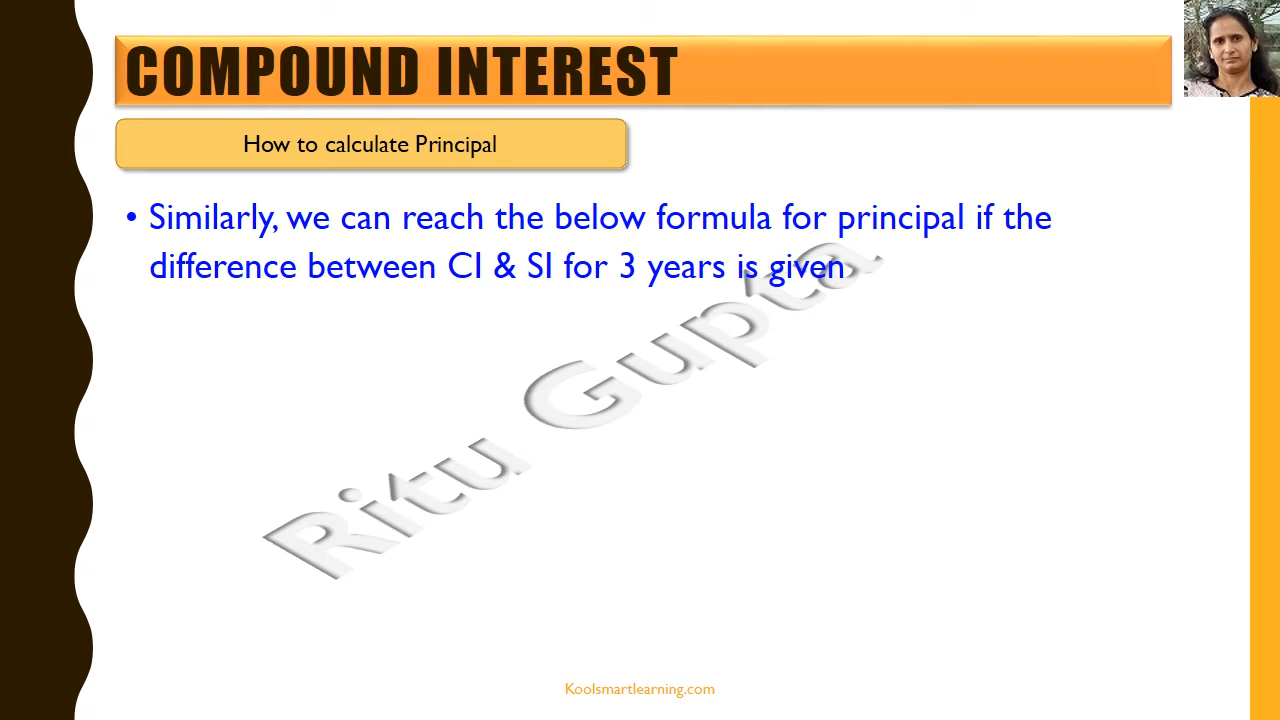 COMPOUND INTEREST
How to calculate Principal
• Similarly, we can reach the below formula for principal if the
difference between CI & SI for 3 years is given
Ritu Gupta
Koolsmartlearning.com